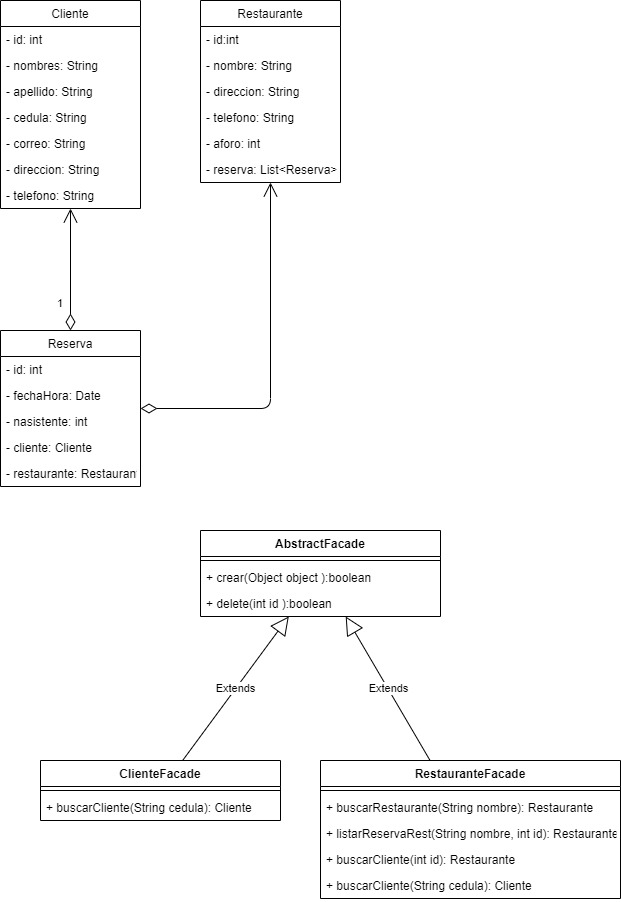 Cliente
- id: int
- nombres: String
- apellido: String
- cedula: String
- correo: String
- direccion: String
- telefono: String
Restaurante
- id:int
- nombre: String
- direccion: String
- telefono: String
- aforo: int
- reserva: List<Reserva>
1
Reserva
- id: int
- fechaHora: Date
- nasistente: int
- cliente: Cliente
- restaurante: Restauran
AbstractFacade
+ crear(Object object ):boolean
+ delete(int id ):boolean
Extends
Extends
ClienteFacade
+ buscarCliente(String cedula): Cliente
RestauranteFacade
+ buscarRestaurante(String nombre): Restaurante
+ listarReservaRest(String nombre, int id): Restaurante
+ buscarCliente(int id): Restaurante
+ buscarCliente(String cedula): Cliente